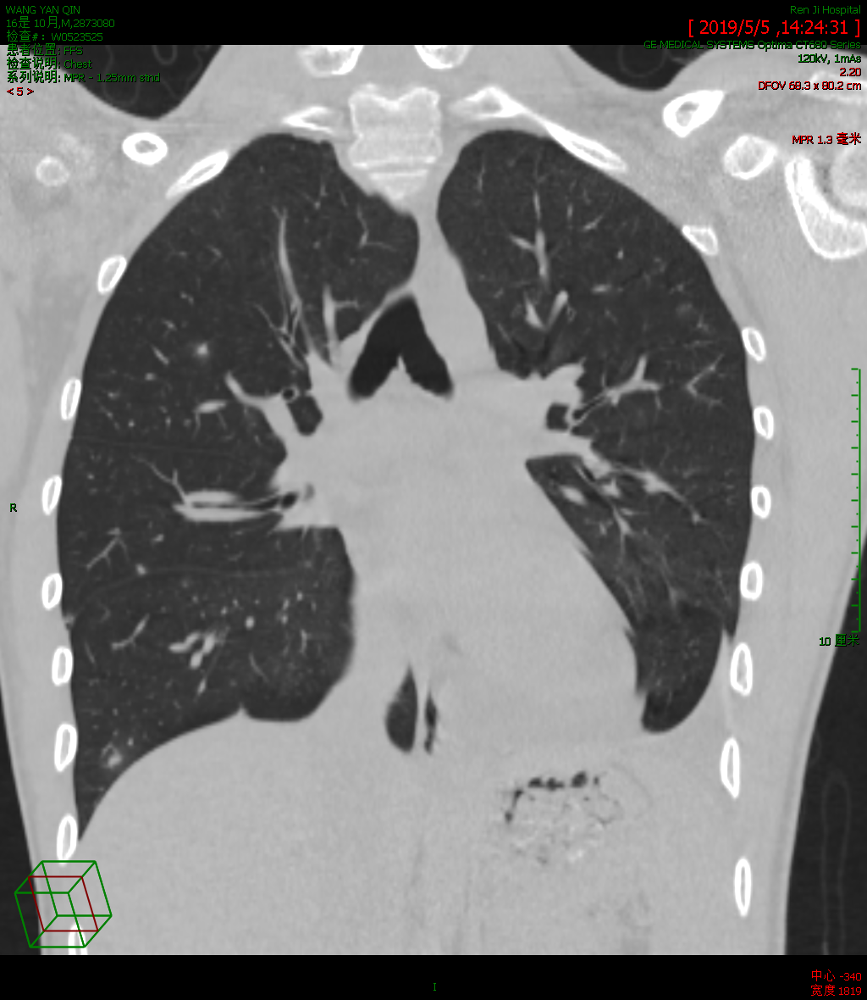 WANG YAN QIN
16是 10月,M,2873080
检查#: W0523525
患者位置: FFS
检查说明: Chest
系列说明: MPR - 1.25mm stnd
< 5 >
Ren Ji Hospital
[ 2019/5/5 ,14:24:31 ]
GE MEDICAL SYSTEMS Optima CT680 Series
120kV, 1mAs
2.20
DFOV 68.3 x 80.2 cm
MPR 1.3 毫米
R
10 厘米
I
中心 -340
宽度 1819